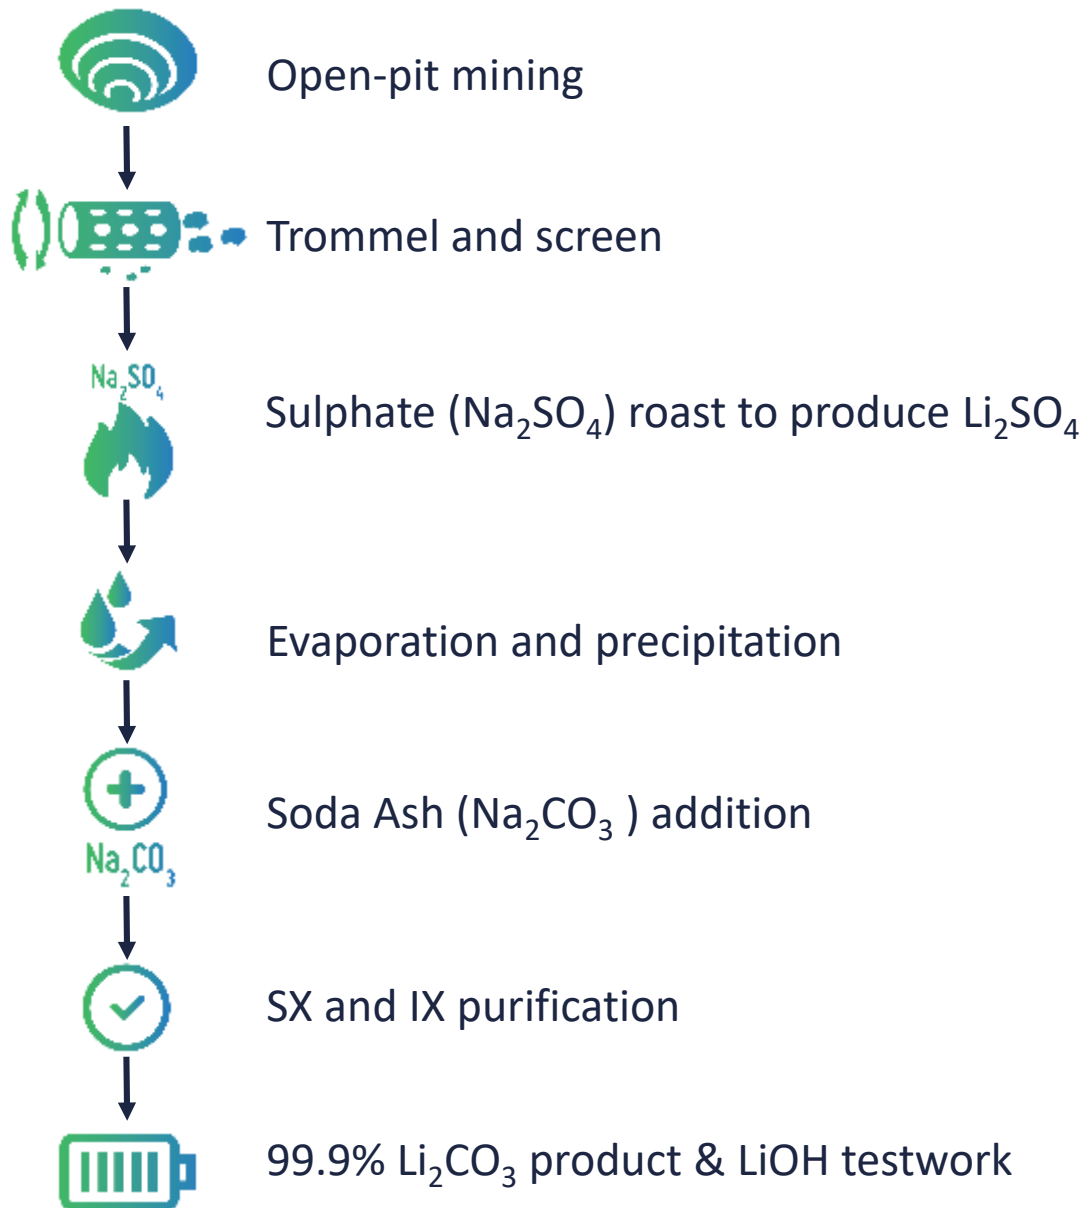 Open-pit mining
Trommel and screen
Na₂SO₄
Sulphate (Na₂SO₄) roast to produce Li₂SO₄
Evaporation and precipitation
Soda Ash (Na₂CO₃ ) addition
Na₂CO₃
SX and IX purification
99.9% Li₂CO₃ product & LiOH testwork